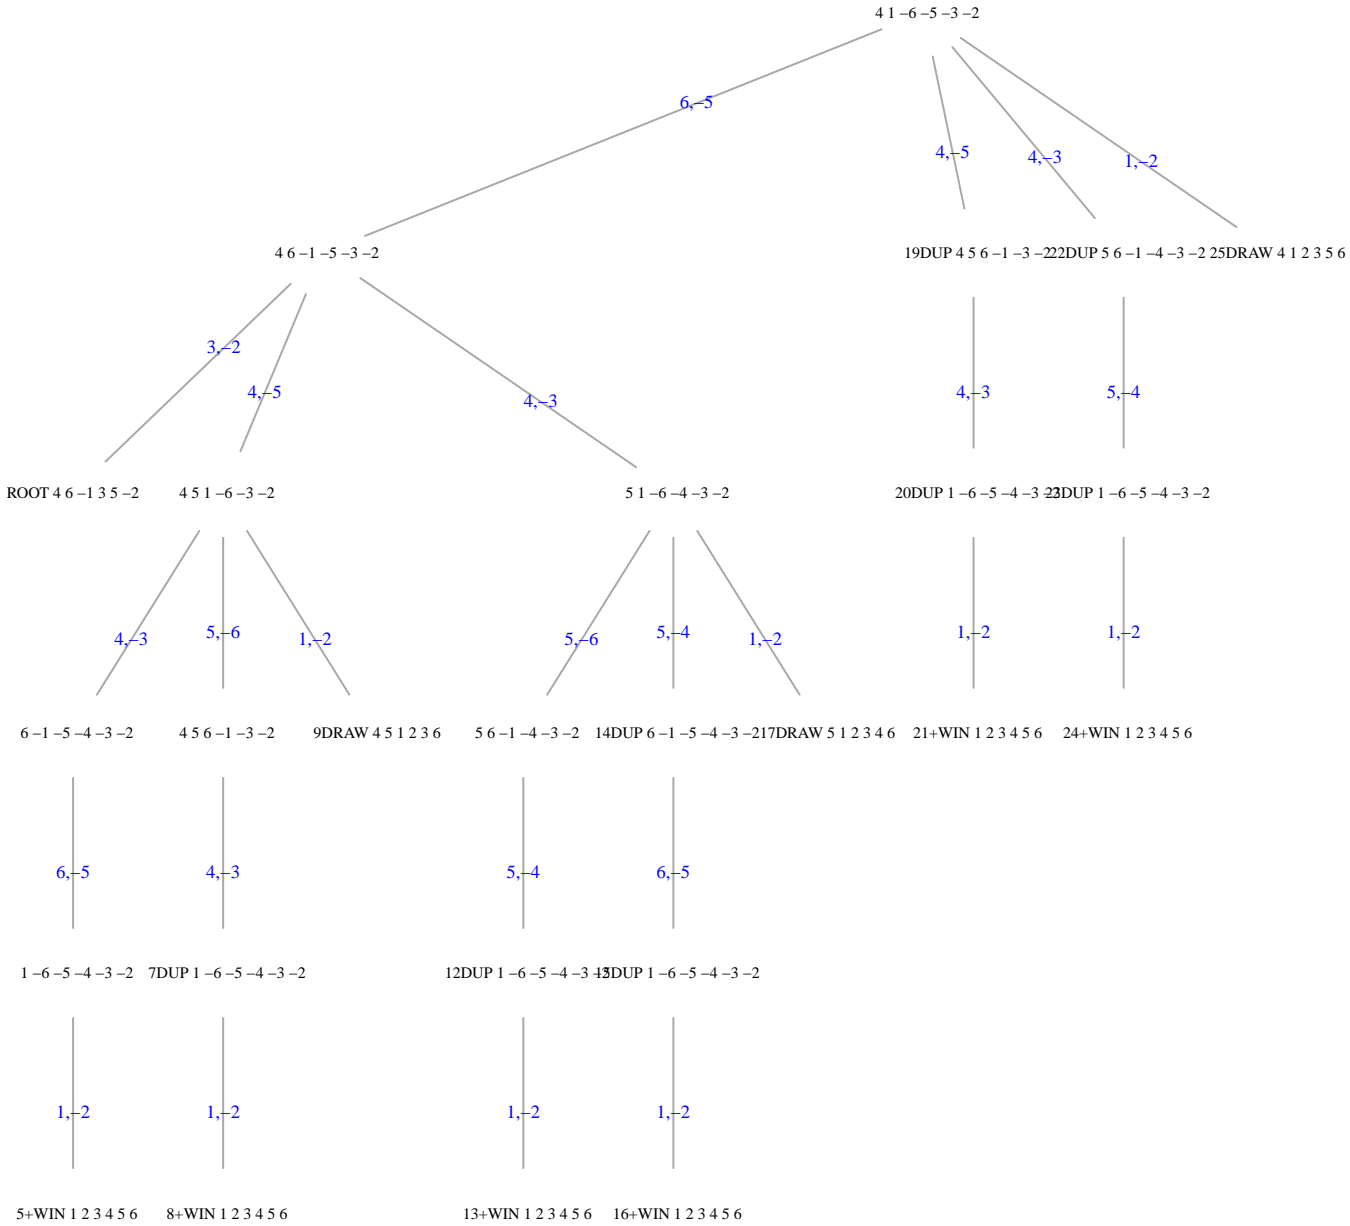 4 1 –6 –5 –3 –2
6,–5
4,–5
4,–3
1,–2
4 6 –1 –5 –3 –2
19DUP 4 5 6 –1 –3 –2
22DUP 5 6 –1 –4 –3 –2
25DRAW 4 1 2 3 5 6
3,–2
4,–5
4,–3
4,–3
5,–4
ROOT 4 6 –1 3 5 –2
4 5 1 –6 –3 –2
5 1 –6 –4 –3 –2
20DUP 1 –6 –5 –4 –3 –2
23DUP 1 –6 –5 –4 –3 –2
4,–3
5,–6
1,–2
5,–6
5,–4
1,–2
1,–2
1,–2
6 –1 –5 –4 –3 –2
4 5 6 –1 –3 –2
9DRAW 4 5 1 2 3 6
5 6 –1 –4 –3 –2
14DUP 6 –1 –5 –4 –3 –2
17DRAW 5 1 2 3 4 6
21+WIN 1 2 3 4 5 6
24+WIN 1 2 3 4 5 6
6,–5
4,–3
5,–4
6,–5
1 –6 –5 –4 –3 –2
7DUP 1 –6 –5 –4 –3 –2
12DUP 1 –6 –5 –4 –3 –2
15DUP 1 –6 –5 –4 –3 –2
1,–2
1,–2
1,–2
1,–2
5+WIN 1 2 3 4 5 6
8+WIN 1 2 3 4 5 6
13+WIN 1 2 3 4 5 6
16+WIN 1 2 3 4 5 6